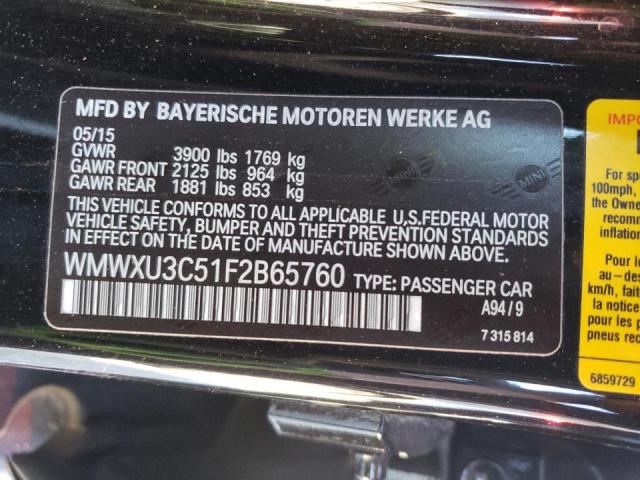 MFD BY BAYERISCHE MOTOREN WERKE AG
05/15
GVWR 3900 lbs 1769 kg
GAWR FRONT 2125 lbs 964 kg
GAWR REAR 1881 lbs 853 kg
THIS VEHICLE CONFORMS TO ALL APPLICABLE U.S.FEDERAL MOTOR
VEHICLE SAFETY, BUMPER AND THEFT PREVENTION STANDARDS
IN EFFECT ON THE DATE OF MANUFACTURE SHOWN ABOVE.
WMWXU3C51F2B65760 TYPE: PASSENGER CAR
A94/9
7 315 814
MINI
IMPO
For sp
100mph,
the Owne
recomm
inflation
Pour de
au-des
km/h, fait
la notice
pour les p
pneus rec
6859729